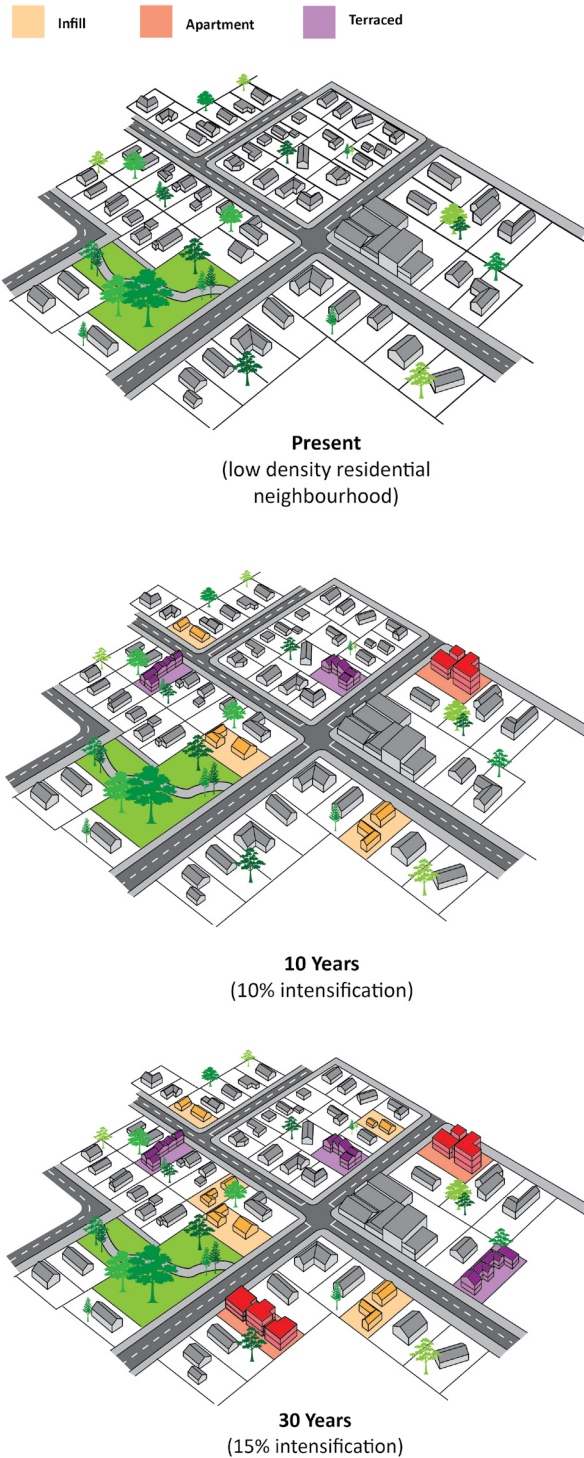 Infill
Apartment
Terraced
Present
(low density residential
neighbourhood)
10 Years
(10% intensification)
30 Years
(15% intensification)